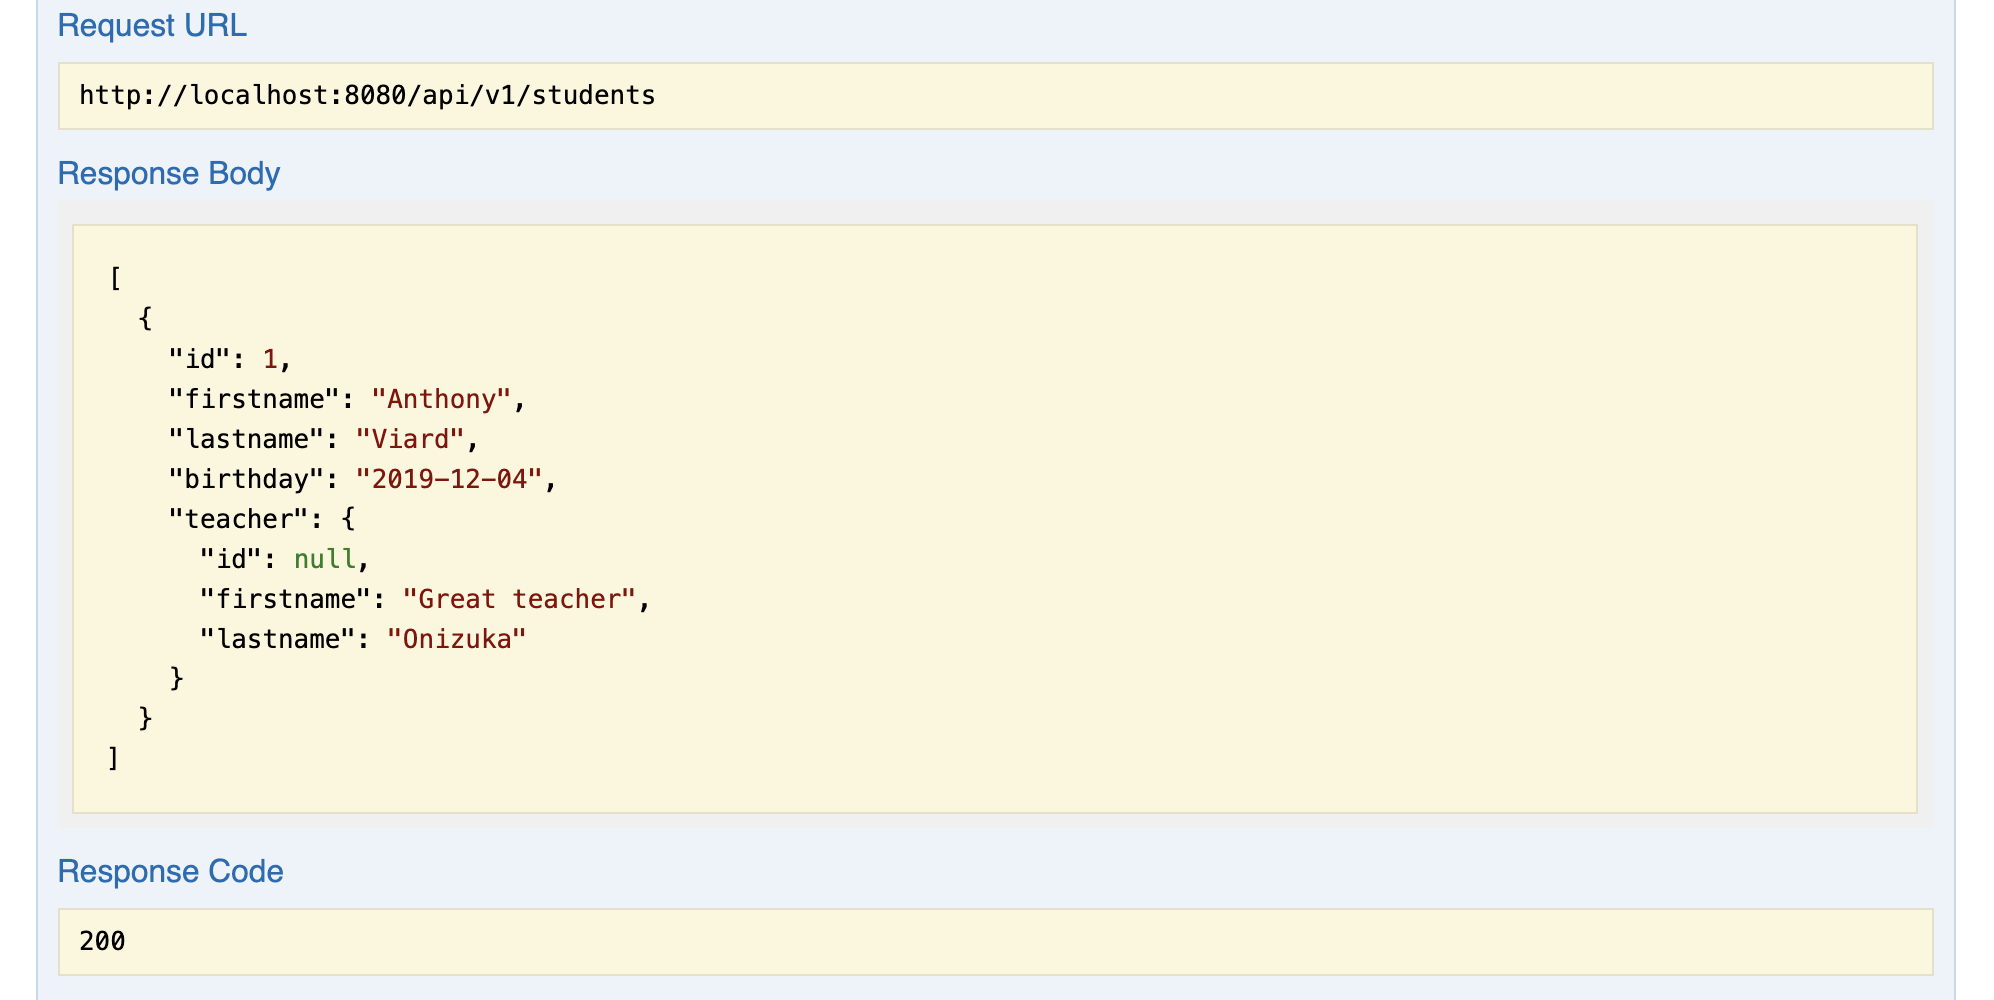 Request URL
http://localhost:8080/api/v1/students
Response Body
[
  {
    "id": 1,
    "firstname": "Anthony",
    "lastname": "Viard",
    "birthday": "2019-12-04",
    "teacher": {
      "id": null,
      "firstname": "Great teacher",
      "lastname": "Onizuka"
    }
  }
]
Response Code
200